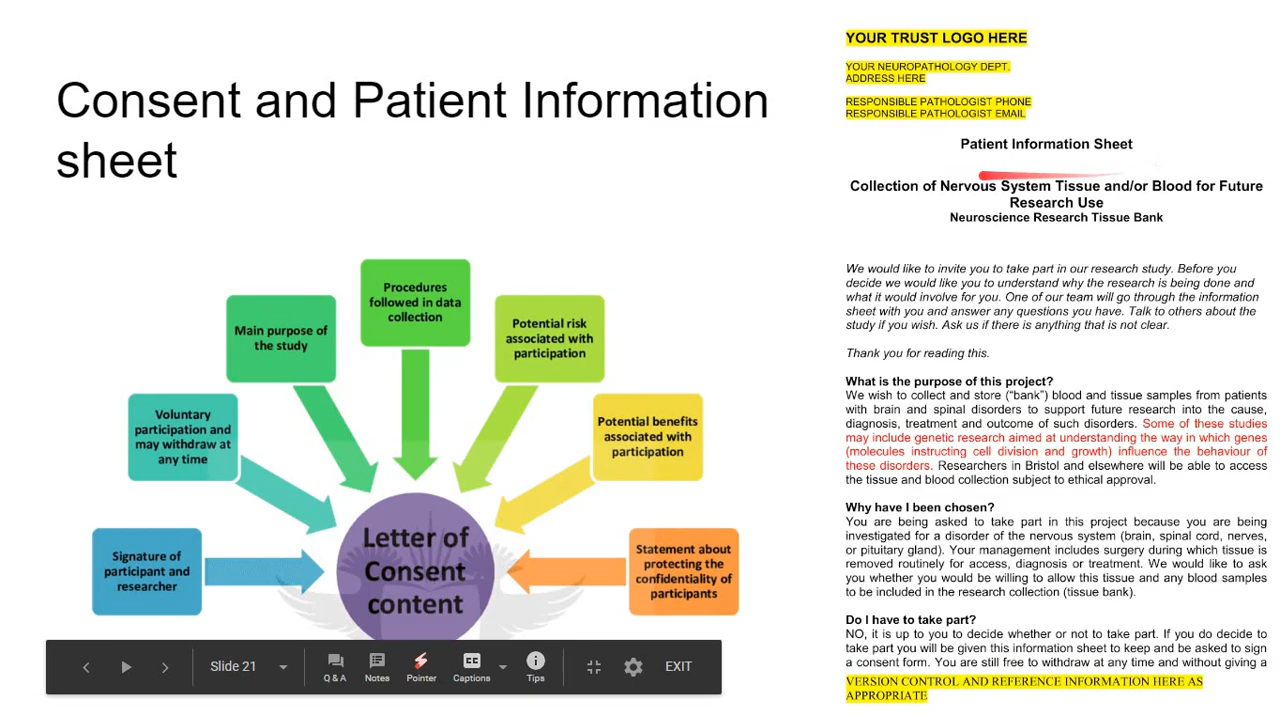 Consent and Patient Information
sheet
Signature of
participant and
researcher
Voluntary
participation and
may withdraw at
any time
Main purpose of
the study
Procedures
followed in data
collection
Potential risk
associated with
participation
Potential benefits
associated with
participation
Statement about
protecting the
confidentiality of
participants
Letter of
Consent
content
YOUR TRUST LOGO HERE
YOUR NEUROPATHOLOGY DEPT.
ADDRESS HERE
RESPONSIBLE PATHOLOGIST PHONE
RESPONSIBLE PATHOLOGIST EMAIL
Patient Information Sheet
Collection of Nervous System Tissue and/or Blood for Future
Research Use
Neuroscience Research Tissue Bank
We would like to invite you to take part in our research study. Before you
decide we would like you to understand why the research is being done and
what it would involve for you. One of our team will go through the information
sheet with you and answer any questions you have. Talk to others about the
study if you wish. Ask us if there is anything that is not clear.
Thank you for reading this.
What is the purpose of this project?
We wish to collect and store (“bank”) blood and tissue samples from patients
with brain and spinal disorders to support future research into the cause,
diagnosis, treatment and outcome of such disorders. Some of these studies
may include genetic research aimed at understanding the way in which genes
(molecules instructing cell division and growth) influence the behaviour of
these disorders. Researchers in Bristol and elsewhere will be able to access
the tissue and blood collection subject to ethical approval.
Why have I been chosen?
You are being asked to take part in this project because you are being
investigated for a disorder of the nervous system (brain, spinal cord, nerves,
or pituitary gland). Your management includes surgery during which tissue is
removed routinely for access, diagnosis or treatment. We would like to ask
you whether you would be willing to allow this tissue and any blood samples
to be included in the research collection (tissue bank).
Do I have to take part?
NO, it is up to you to decide whether or not to take part. If you do decide to
take part you will be given this information sheet to keep and be asked to sign
a consent form. You are still free to withdraw at any time and without giving a
VERSION CONTROL AND REFERENCE INFORMATION HERE AS
APPROPRIATE
Slide 21
Q & A
Notes
Pointer
CC
Captions
Tips
EXIT